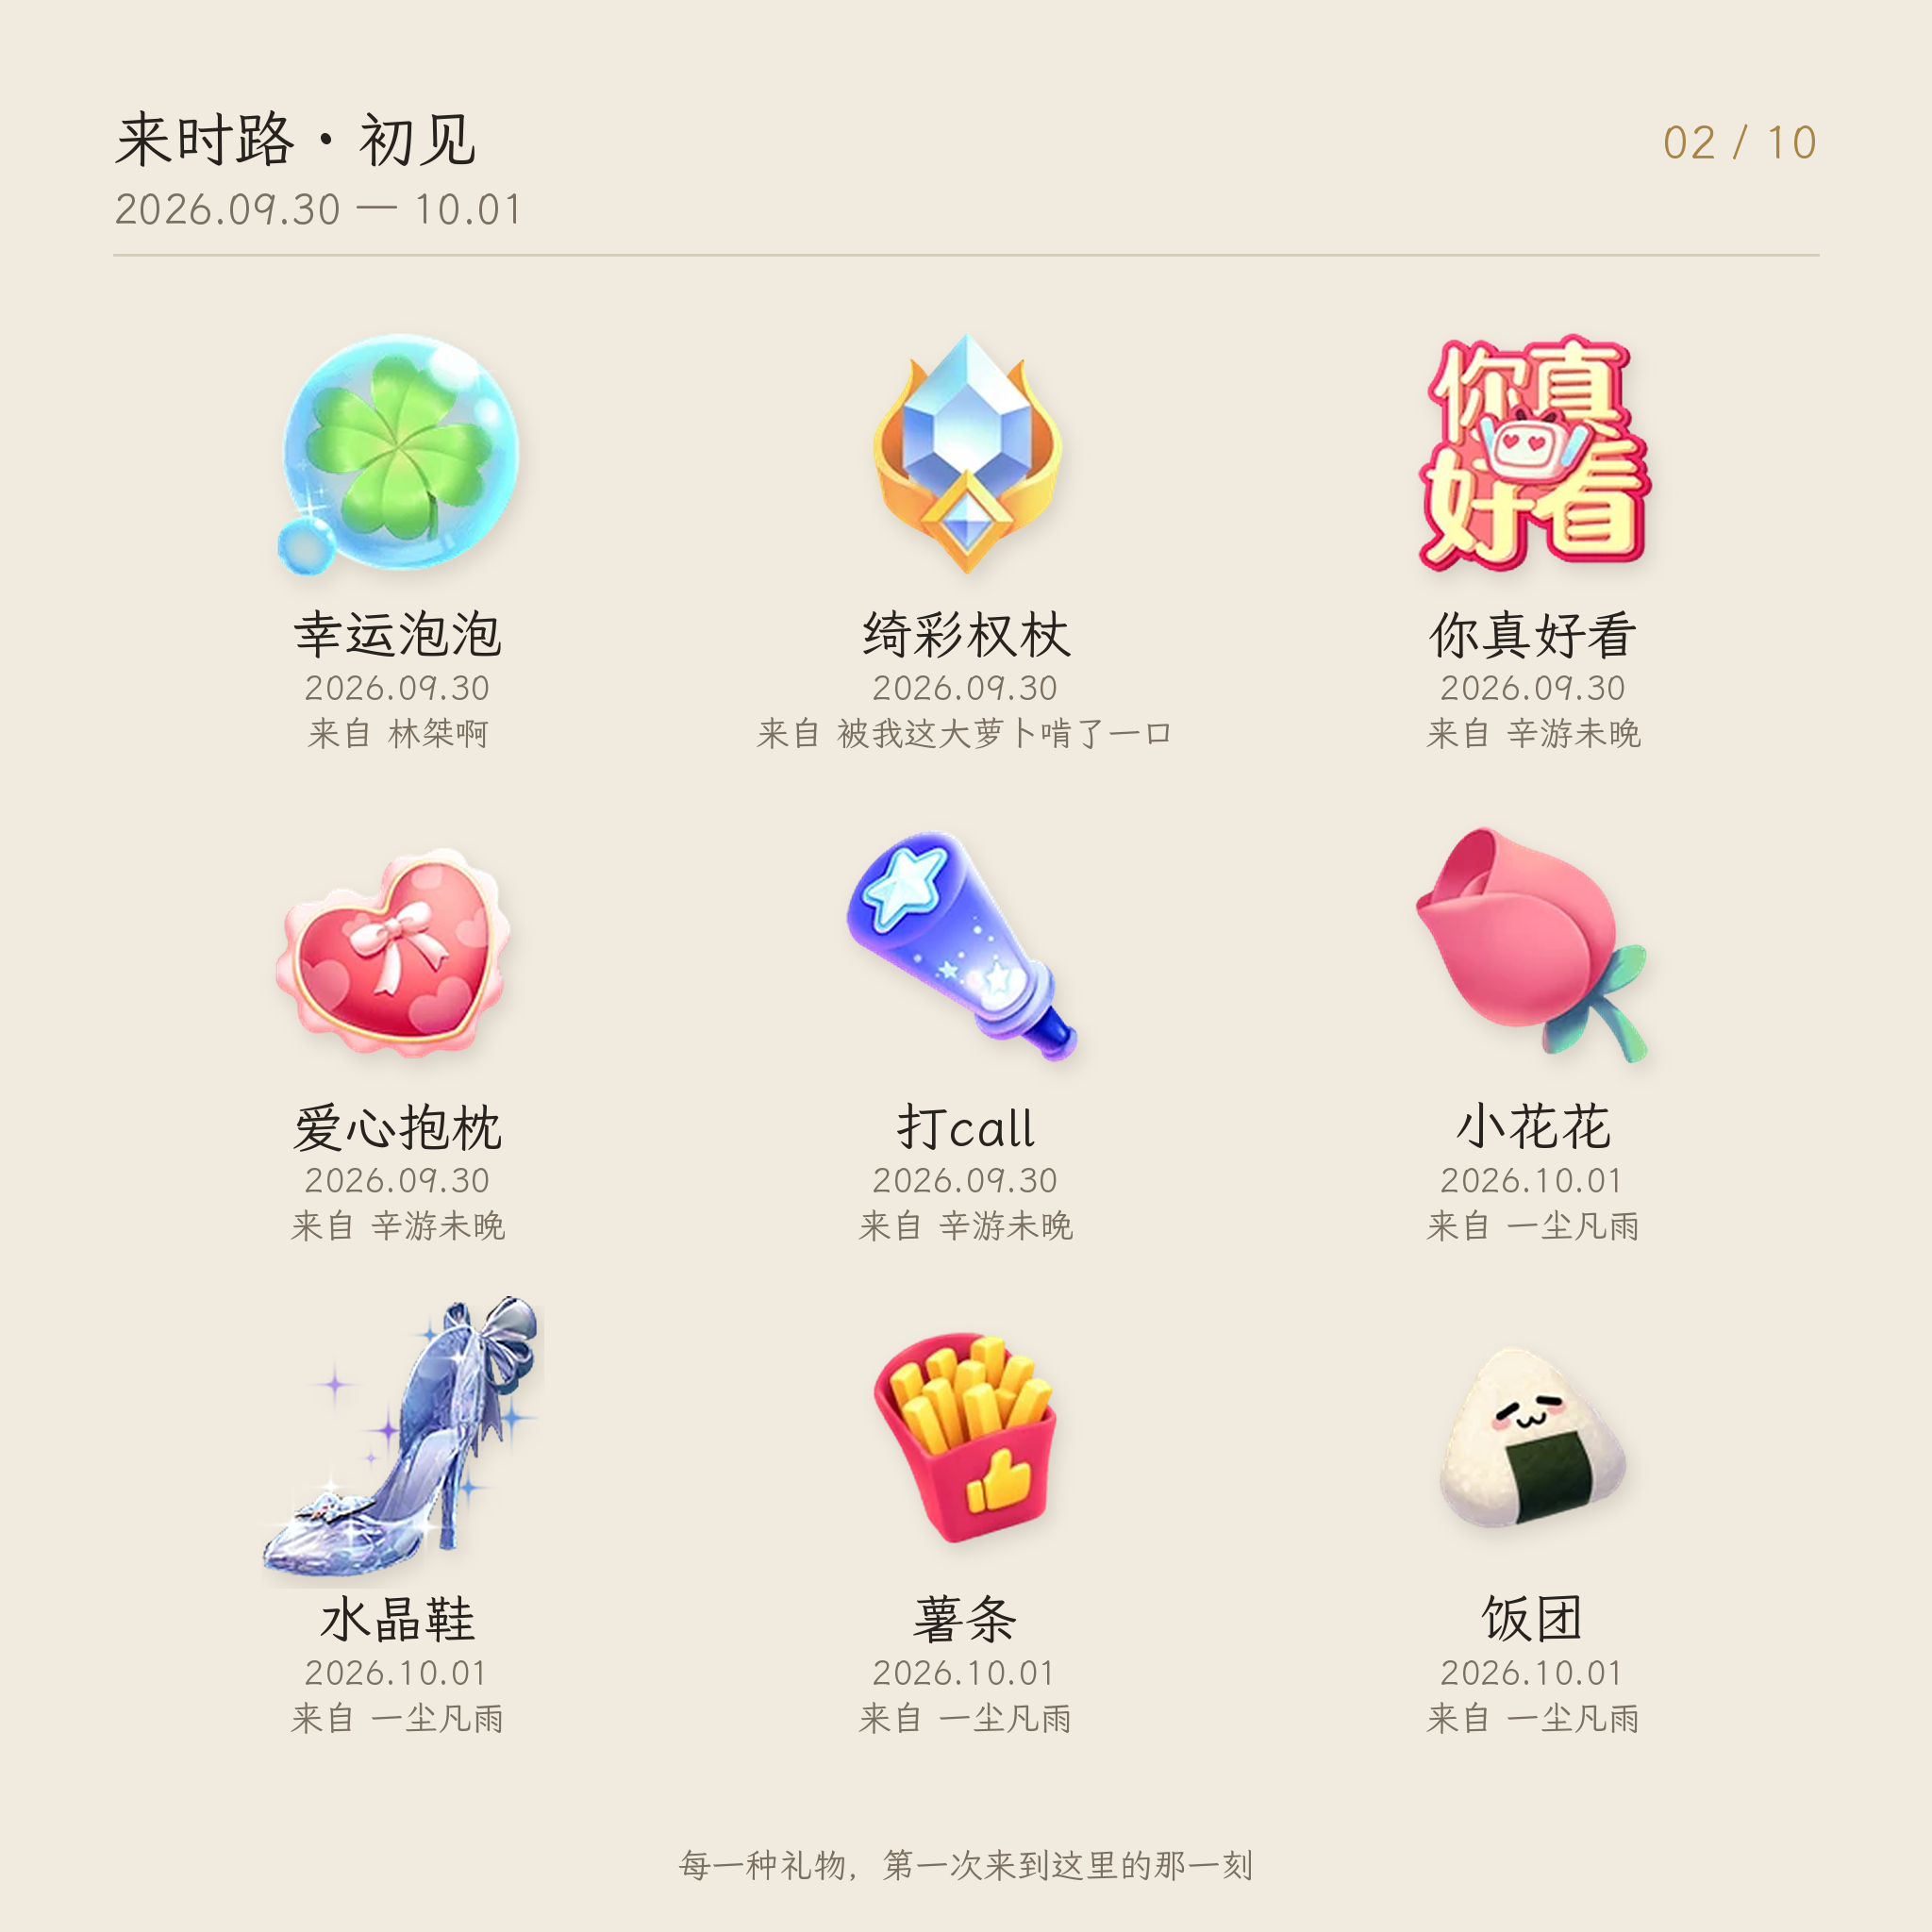 来时路·初见
02 / 10
2026.09.30 — 10.01
你真
好看
幸运泡泡
2026.09.30
来自 林桀啊
绮彩权杖
2026.09.30
来自 被我这大萝卜啃了一口
你真好看
2026.09.30
来自 辛游未晚
爱心抱枕
2026.09.30
来自 辛游未晚
打call
2026.09.30
来自 辛游未晚
小花花
2026.10.01
来自 一尘凡雨
水晶鞋
2026.10.01
来自 一尘凡雨
薯条
2026.10.01
来自 一尘凡雨
饭团
2026.10.01
来自 一尘凡雨
每一种礼物，第一次来到这里的那一刻